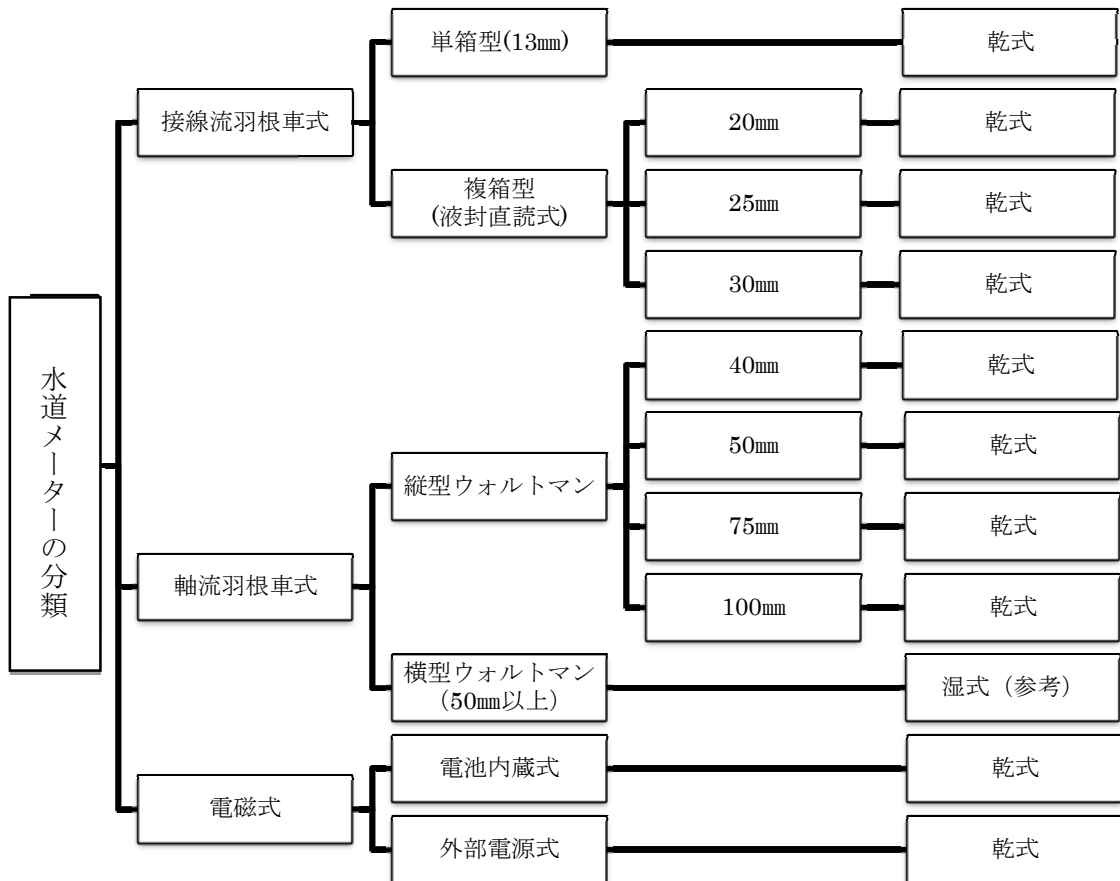 水道メーターの分類
接線流羽根車式
単箱型(13㎜)
乾式
複箱型
(液封直読式)
20㎜
乾式
25㎜
乾式
30㎜
乾式
軸流羽根車式
縦型ウォルトマン
40㎜
乾式
50㎜
乾式
75㎜
乾式
100㎜
乾式
横型ウォルトマン
(50㎜以上)
湿式(参考)
電磁式
電池内蔵式
乾式
外部電源式
乾式